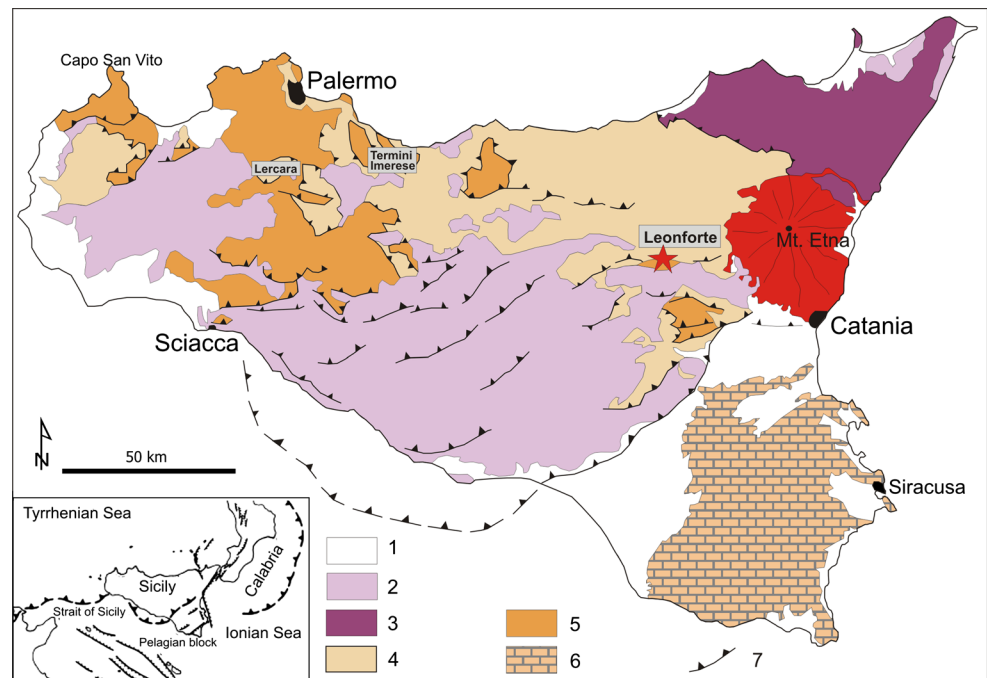 Capo San Vito
Palermo
Lercara
Termini
Imerese
Leonforte
Mt. Etna
Sciacca
Catania
N
50 km
Siracusa
Tyrrhenian Sea
Calabria
Sicily
Strait of Sicily
Ionian Sea
Pelagian block
1
2
3
4
5
6
7